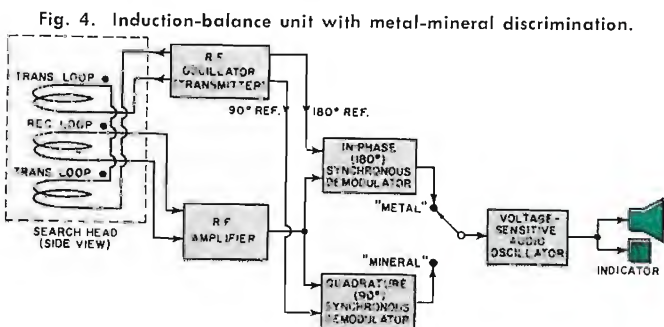 Fig. 4. Induction-balance unit with metal-mineral discrimination.
TRANS. LOOP
REC LOOP
TRANS. LOOP
SEARCH HEAD
(SIDE VIEW)
R.F.
OSCILLATOR
"TRANSMITTER"
90° REF.
180° REF.
R.F.
AMPLIFIER
IN-PHASE
(180°)
SYNCHRONOUS
DEMODULATOR
"METAL"
"MINERAL"
QUADRATURE
(90°)
SYNCHRONOUS
DEMODULATOR
VOLTAGE-
SENSITIVE
AUDIO
OSCILLATOR
INDICATOR